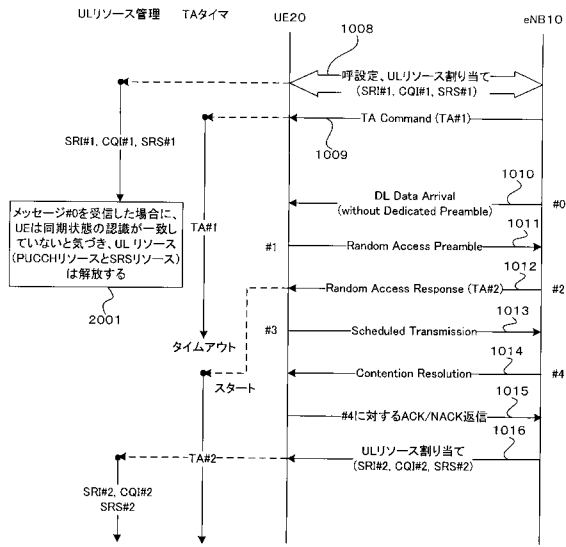 ULリソース管理
TAタイマ
UE20
eNB10
1008
呼設定、ULリソース割り当て
(SRI#1, CQI#1, SRS#1)
TA Command (TA#1)
1009
SRI#1, CQI#1, SRS#1
1010
DL Data Arrival
(without Dedicated Preamble)
#0
メッセージ#0を受信した場合に、
UEは同期状態の認識が一致し
ていないと気づき、UL リソース
(PUCCHリソースとSRSリソース)
は解放する
2001
TA#1
1011
#1
Random Access Preamble
1012
Random Access Response (TA#2)
#2
1013
#3
Scheduled Transmission
タイムアウト
1014
Contention Resolution
#4
スタート
1015
#4に対するACK/NACK返信
1016
ULリソース割り当て
(SRI#2, CQI#2, SRS#2)
TA#2
SRI#2, CQI#2
SRS#2